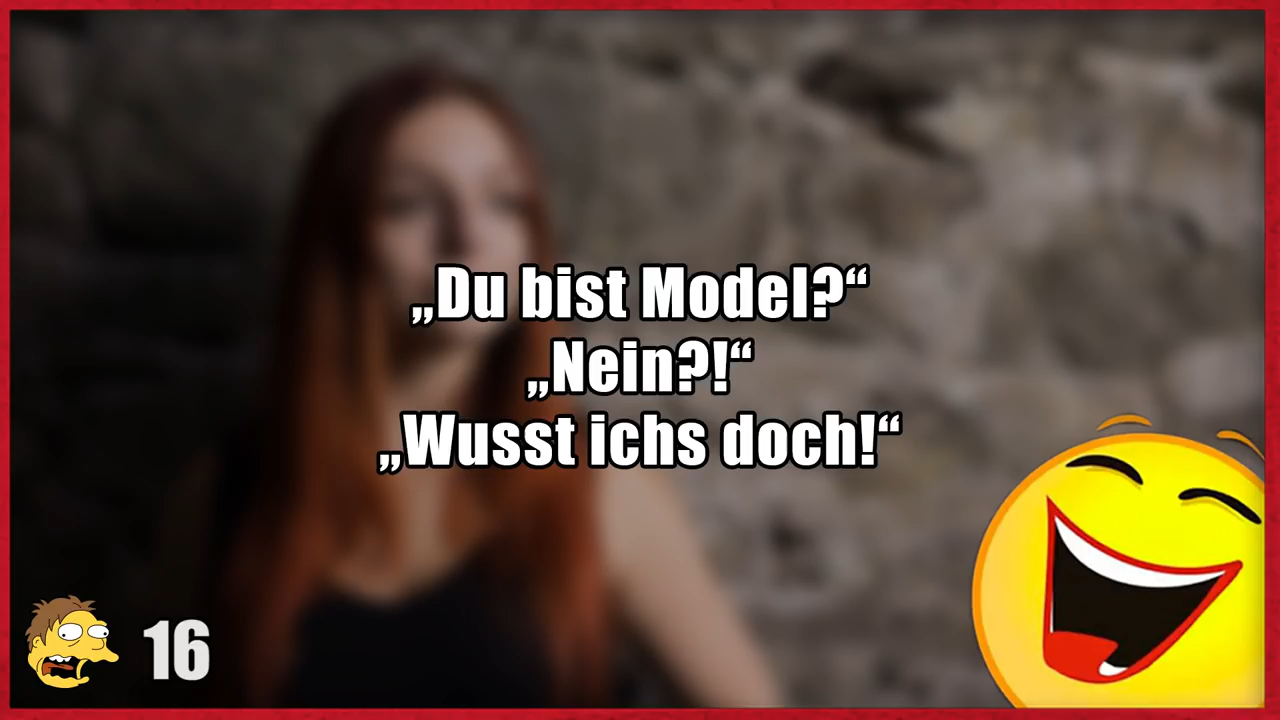 „Du bist Model?“
„Nein?!“
„Wusst ichs doch!“
16